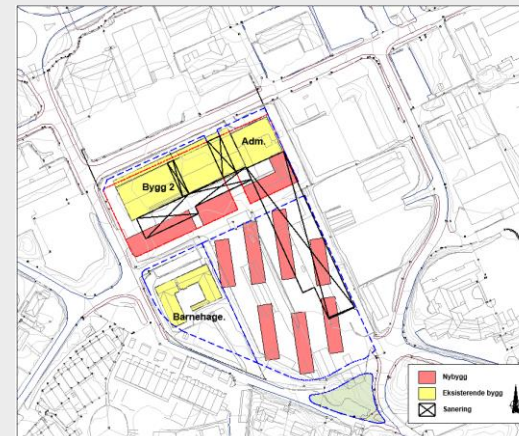 Adm.
Bygg 2
Barnehage.
Nybygg
Eksisterende bygg
Sanering